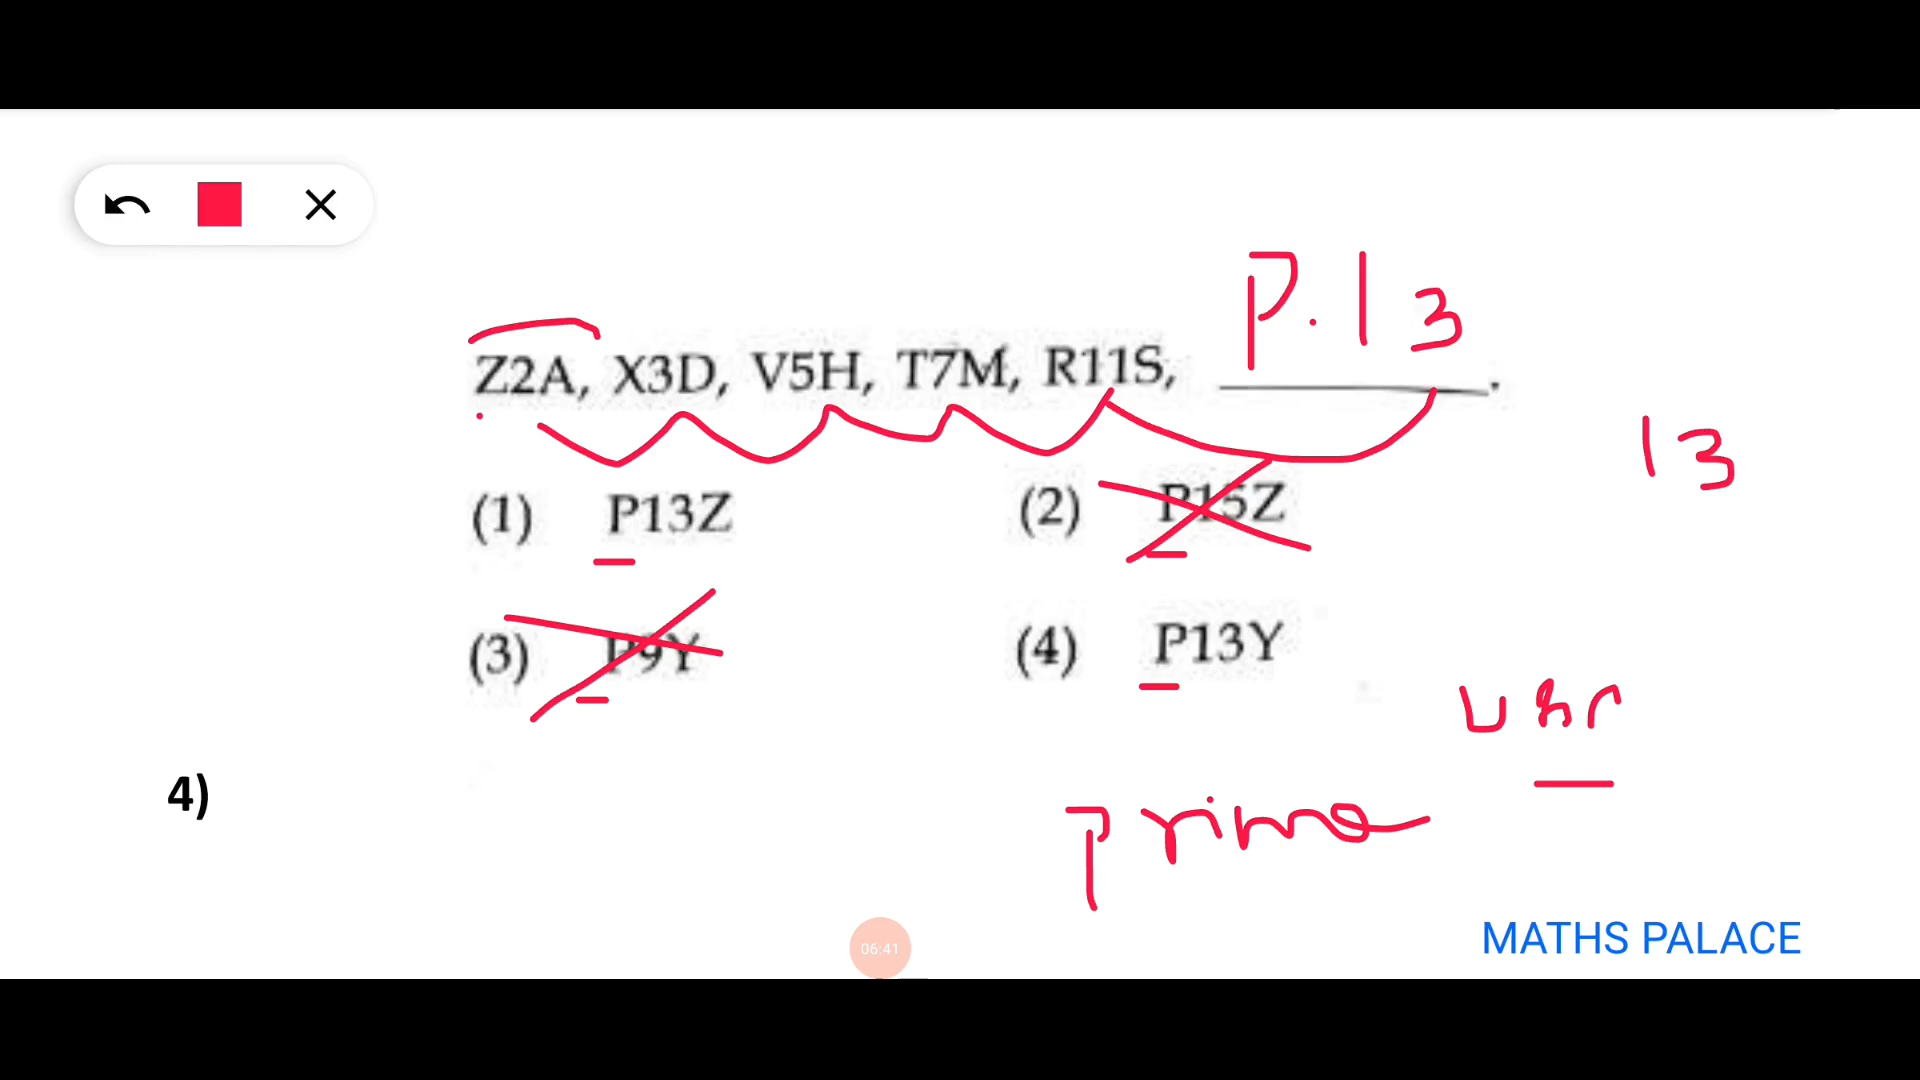 P.13
Z2A, X3D, V5H, T7M, R11S, ________.
13
(1) P13Z
(2) P15Z
(3) P9Y
(4) P13Y
4)
prime
06:41
MATHS PALACE